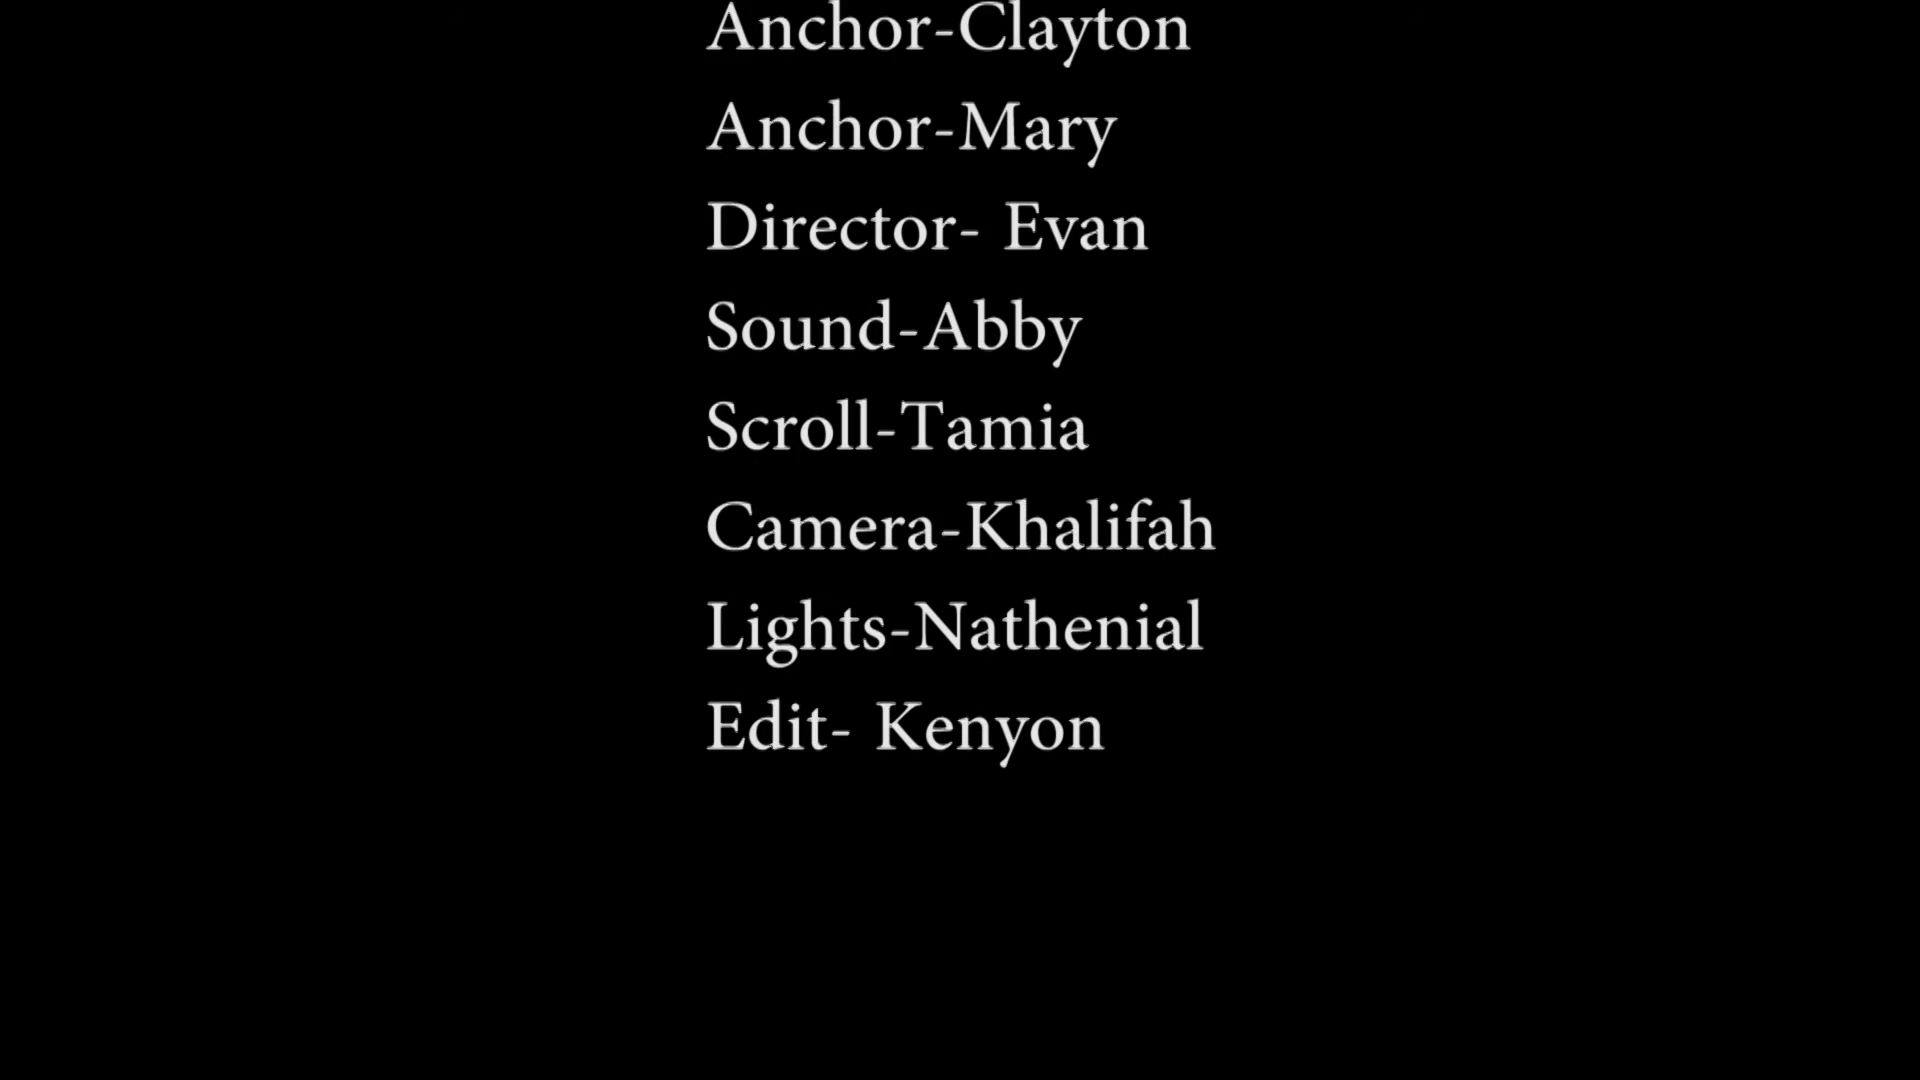 Anchor-Clayton
Anchor-Mary
Director- Evan
Sound-Abby
Scroll-Tamia
Camera-Khalifah
Lights-Nathenial
Edit- Kenyon